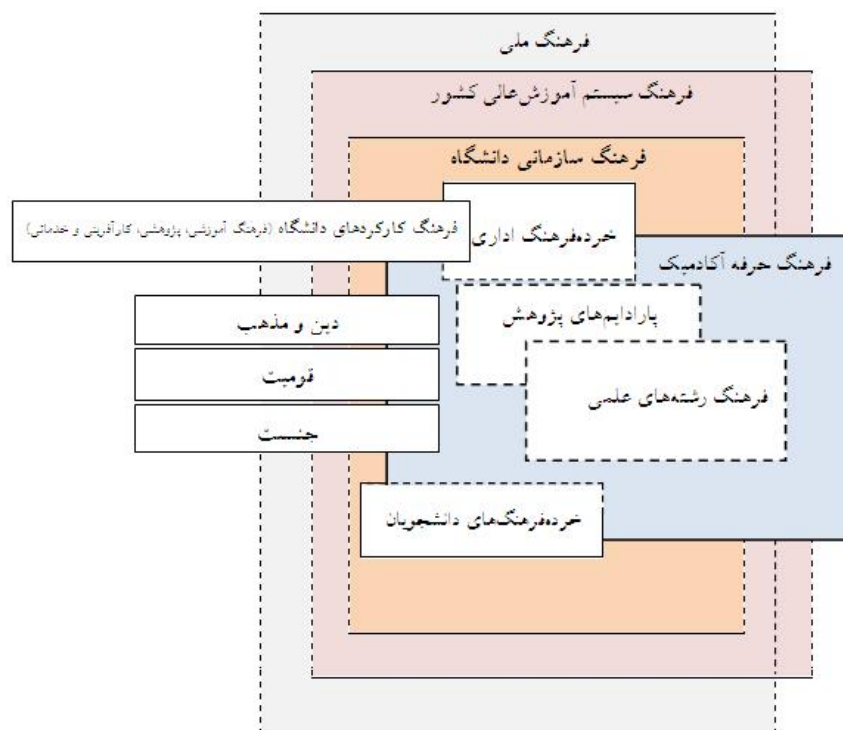 فرهنگ ملی
فرهنگ سیستم آموزش‌عالی کشور
فرهنگ سازمانی دانشگاه
فرهنگ کارکردهای دانشگاه (فرهنگ آموزشی، پژوهشی، کارآفرینی و خدماتی)
خرده‌فرهنگ اداری
فرهنگ حرفه آکادمیک
پارادایم‌های پژوهش
دین و مذهب
قومیت
فرهنگ رشته‌های علمی
جنسیت
خرده‌فرهنگ‌های دانشجویان